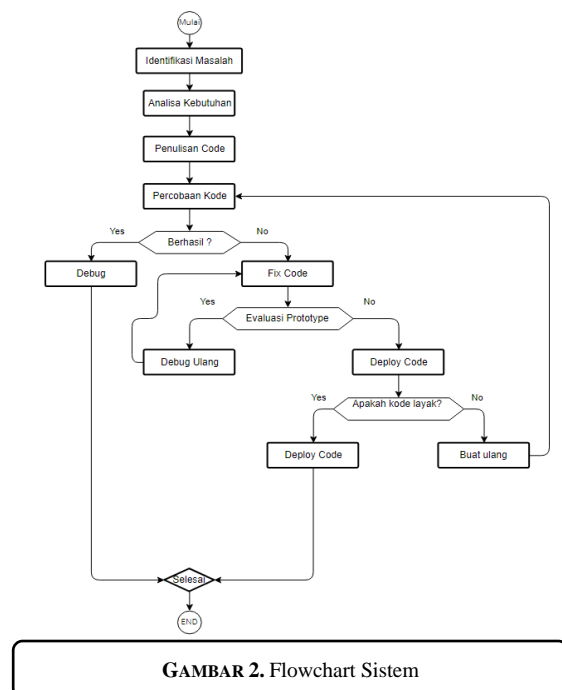 Mulai
Identifikasi Masalah
Analisa Kebutuhan
Penulisan Code
Percobaan Kode
Yes
Berhasil ?
No
Debug
Fix Code
Yes
Evaluasi Prototype
No
Debug Ulang
Deploy Code
Yes
Apakah kode layak?
No
Deploy Code
Buat ulang
Selesai
END
GAMBAR 2. Flowchart Sistem